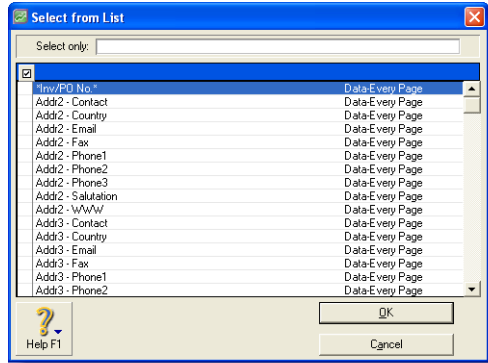 Select from List
Select only:
*Inv/PO No.* Data-Every Page
Addr2 - Contact Data-Every Page
Addr2 - Country Data-Every Page
Addr2 - Email Data-Every Page
Addr2 - Fax Data-Every Page
Addr2 - Phone1 Data-Every Page
Addr2 - Phone2 Data-Every Page
Addr2 - Phone3 Data-Every Page
Addr2 - Salutation Data-Every Page
Addr2 - WWW Data-Every Page
Addr3 - Contact Data-Every Page
Addr3 - Country Data-Every Page
Addr3 - Email Data-Every Page
Addr3 - Fax Data-Every Page
Addr3 - Phone1 Data-Every Page
Addr3 - Phone2 Data-Every Page
OK
Help F1
Cancel